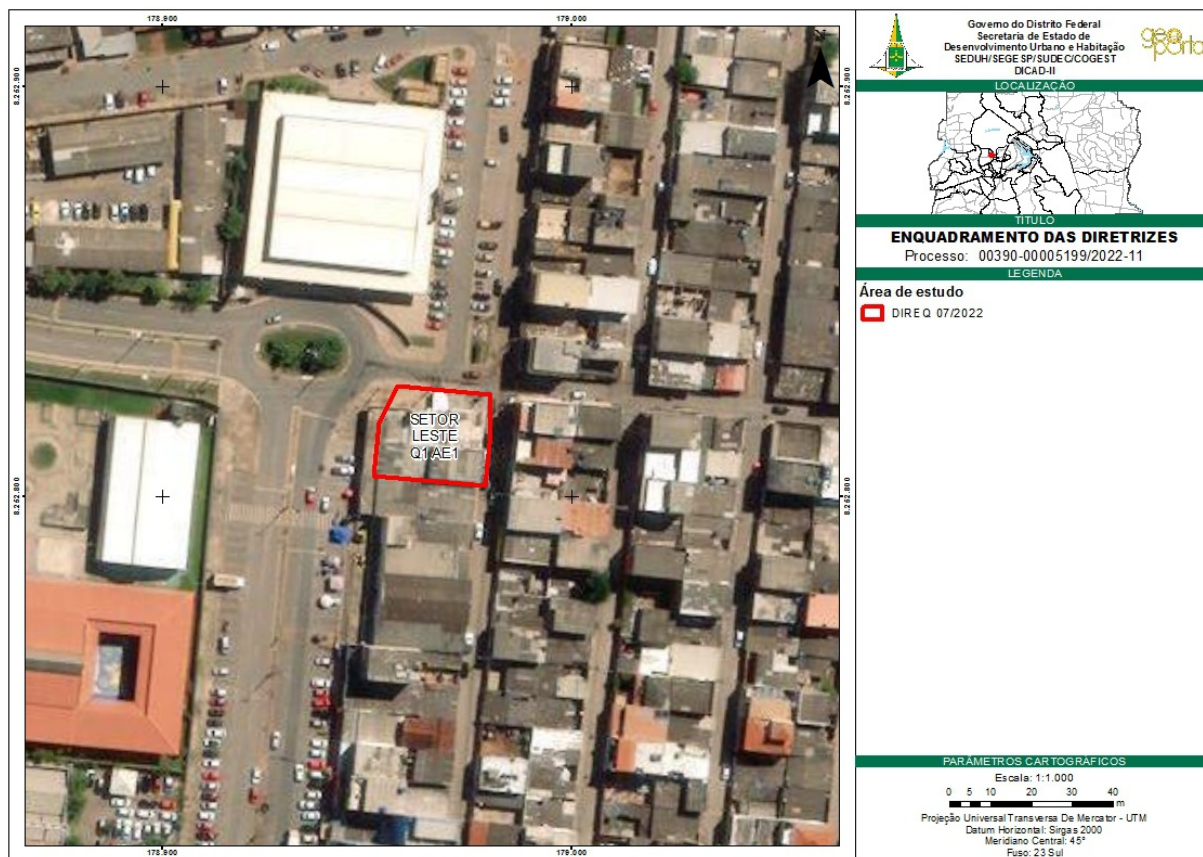 178.900
179.000
8.262.900
8.262.900
SETOR
LESTE
Q1 AE1
8.262.800
8.262.800
178.900
179.000
Governo do Distrito Federal
Secretaria de Estado de
Desenvolvimento Urbano e Habitação
SEDUH/SEGESP/SUDEC/COGEST
DICAD-II
geo
portal
LOCALIZAÇÃO
TÍTULO
ENQUADRAMENTO DAS DIRETRIZES
Processo: 00390-00005199/2022-11
LEGENDA
Área de estudo
DIREQ 07/2022
PARÂMETROS CARTOGRÁFICOS
Escala: 1:1.000
0 5 10 20 30 40
m
Projeção Universal Transversa De Mercator - UTM
Datum Horizontal: Sirgas 2000
Meridiano Central: 45°
Fuso: 23 Sul